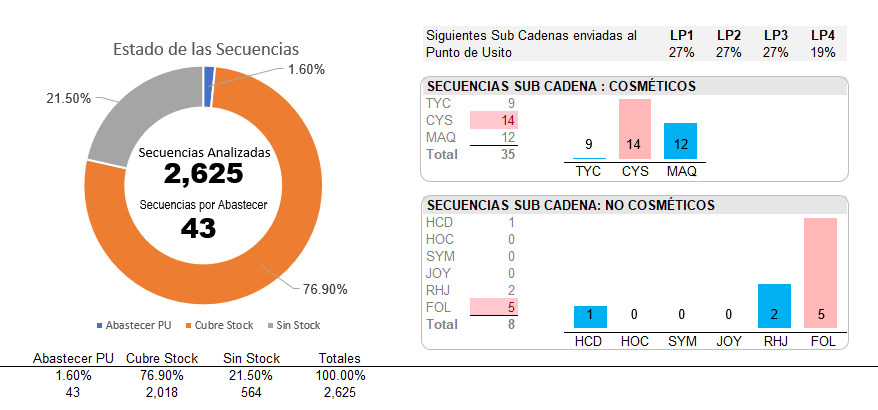 Estado de las Secuencias
1.60%
21.50%
Secuencias Analizadas
2,625
Secuencias por Abastecer
43
76.90%
Abastecer PU Cubre Stock Sin Stock
Abastecer PU Cubre Stock Sin Stock Totales
1.60% 76.90% 21.50% 100.00%
43 2,018 564 2,625
Siguientes Sub Cadenas enviadas al LP1 LP2 LP3 LP4
Punto de Usito 27% 27% 27% 19%
SECUENCIAS SUB CADENA : COSMÉTICOS
TYC 9
CYS 14
MAQ 12
Total 35
9 14 12
TYC CYS MAQ
SECUENCIAS SUB CADENA: NO COSMÉTICOS
HCD 1
HOC 0
SYM 0
JOY 0
RHJ 2
FOL 5
Total 8
1 0 0 0 2 5
HCD HOC SYM JOY RHJ FOL